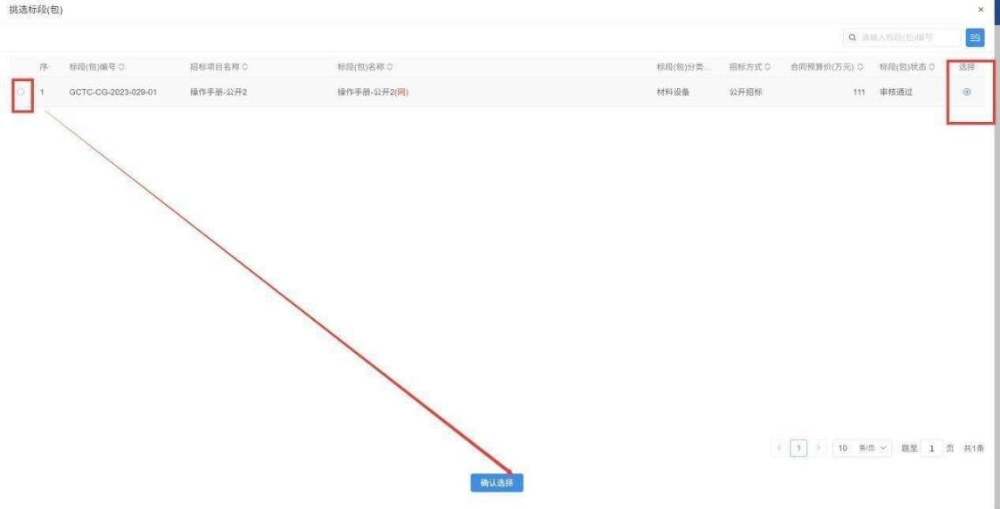 挑选标段(包)
×
请输入标段(包)编号
序 标段(包)编号 招标项目名称 标段(包)名称 标段(包)分类... 招标方式 合同预算价(万元) 标段(包)状态 选择
1 GCTC-CG-2023-029-01 操作手册-公开2 操作手册-公开2(网) 材料设备 公开招标 111 审核通过
< 1 > 10 条/页 跳至 1 页 共1条
确认选择